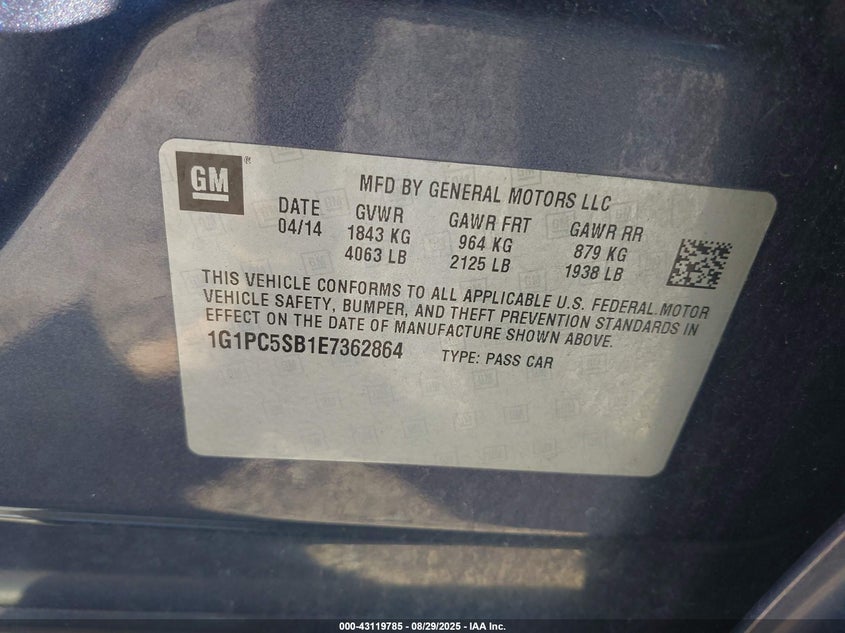 GM®
MFD BY GENERAL MOTORS LLC
DATE GVWR GAWR FRT GAWR RR
04/14 1843 KG 964 KG 879 KG
4063 LB 2125 LB 1938 LB
THIS VEHICLE CONFORMS TO ALL APPLICABLE U.S. FEDERAL MOTOR
VEHICLE SAFETY, BUMPER, AND THEFT PREVENTION STANDARDS IN
EFFECT ON THE DATE OF MANUFACTURE SHOWN ABOVE.
1G1PC5SB1E7362864 TYPE: PASS CAR
000-43119785 - 08/29/2025 - IAA Inc.